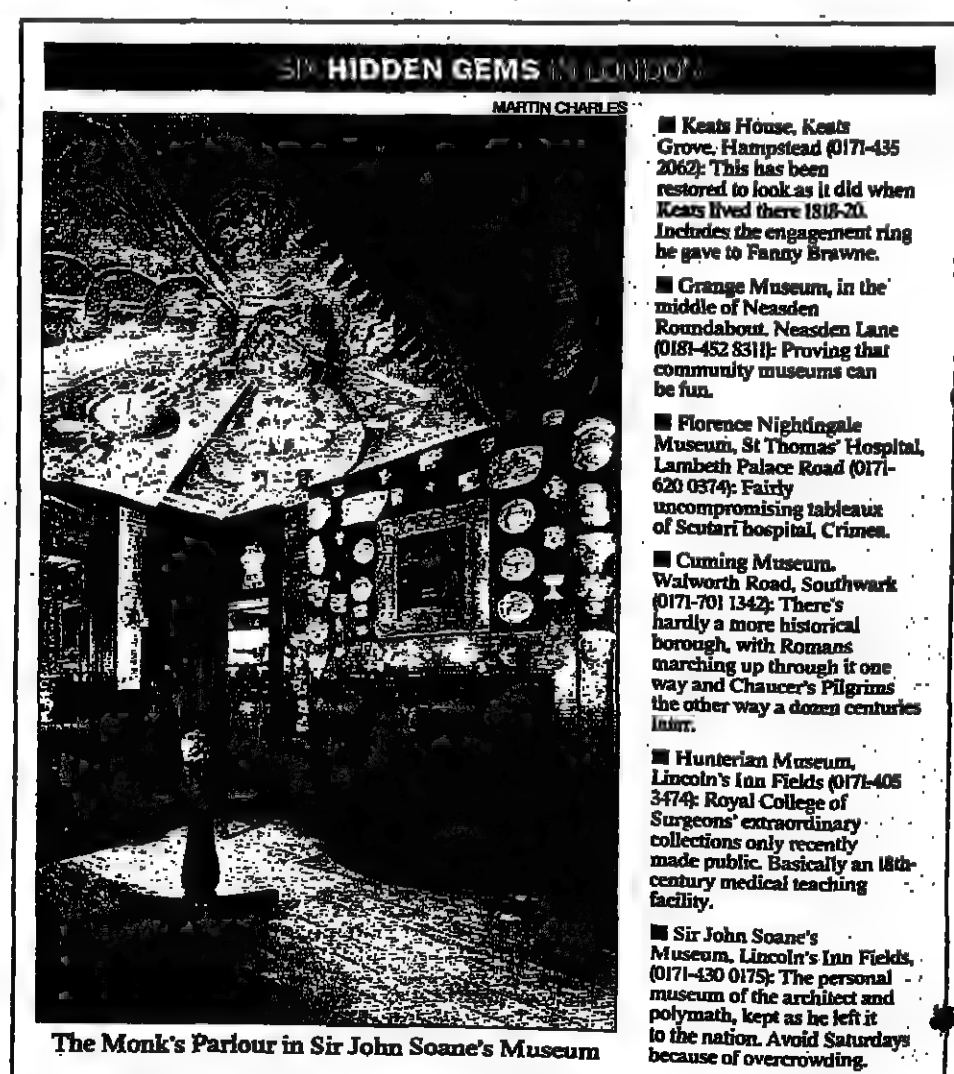 SIX HIDDEN GEMS IN LONDON
MARTIN CHARLES
The Monk's Parlour in Sir John Soane's Museum
■ Keats House, Keats
Grove, Hampstead (0171-435
2062): This has been
restored to look as it did when
Keats lived there 1818-20.
Includes the engagement ring
he gave to Fanny Brawne.
■ Grange Museum, in the
middle of Neasden
Roundabout, Neasden Lane
(0181-452 8311): Proving that
community museums can
be fun.
■ Florence Nightingale
Museum, St Thomas' Hospital,
Lambeth Palace Road (0171-
620 0374): Fairly
uncompromising tableaux
of Scutari hospital, Crimea.
■ Cuming Museum,
Walworth Road, Southwark
(0171-701 1342): There's
hardly a more historical
borough, with Romans
marching up through it one
way and Chaucer's Pilgrims
the other way a dozen centuries
later.
■ Hunterian Museum,
Lincoln's Inn Fields (0171-405
3474): Royal College of
Surgeons' extraordinary
collections only recently
made public. Basically an 18th-
century medical teaching
facility.
■ Sir John Soane's
Museum, Lincoln's Inn Fields,
(0171-430 0175): The personal
museum of the architect and
polymath, kept as he left it
to the nation. Avoid Saturdays
because of overcrowding.